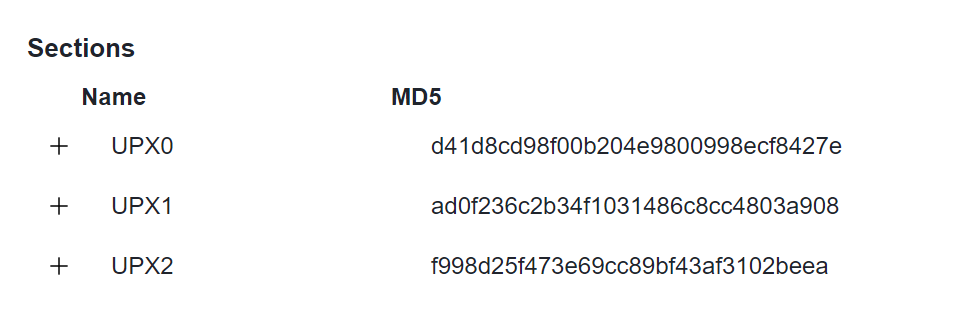 Sections
Name MD5
UPX0 d41d8cd98f00b204e9800998ecf8427e
UPX1 ad0f236c2b34f1031486c8cc4803a908
UPX2 f998d25f473e69cc89bf43af3102beea